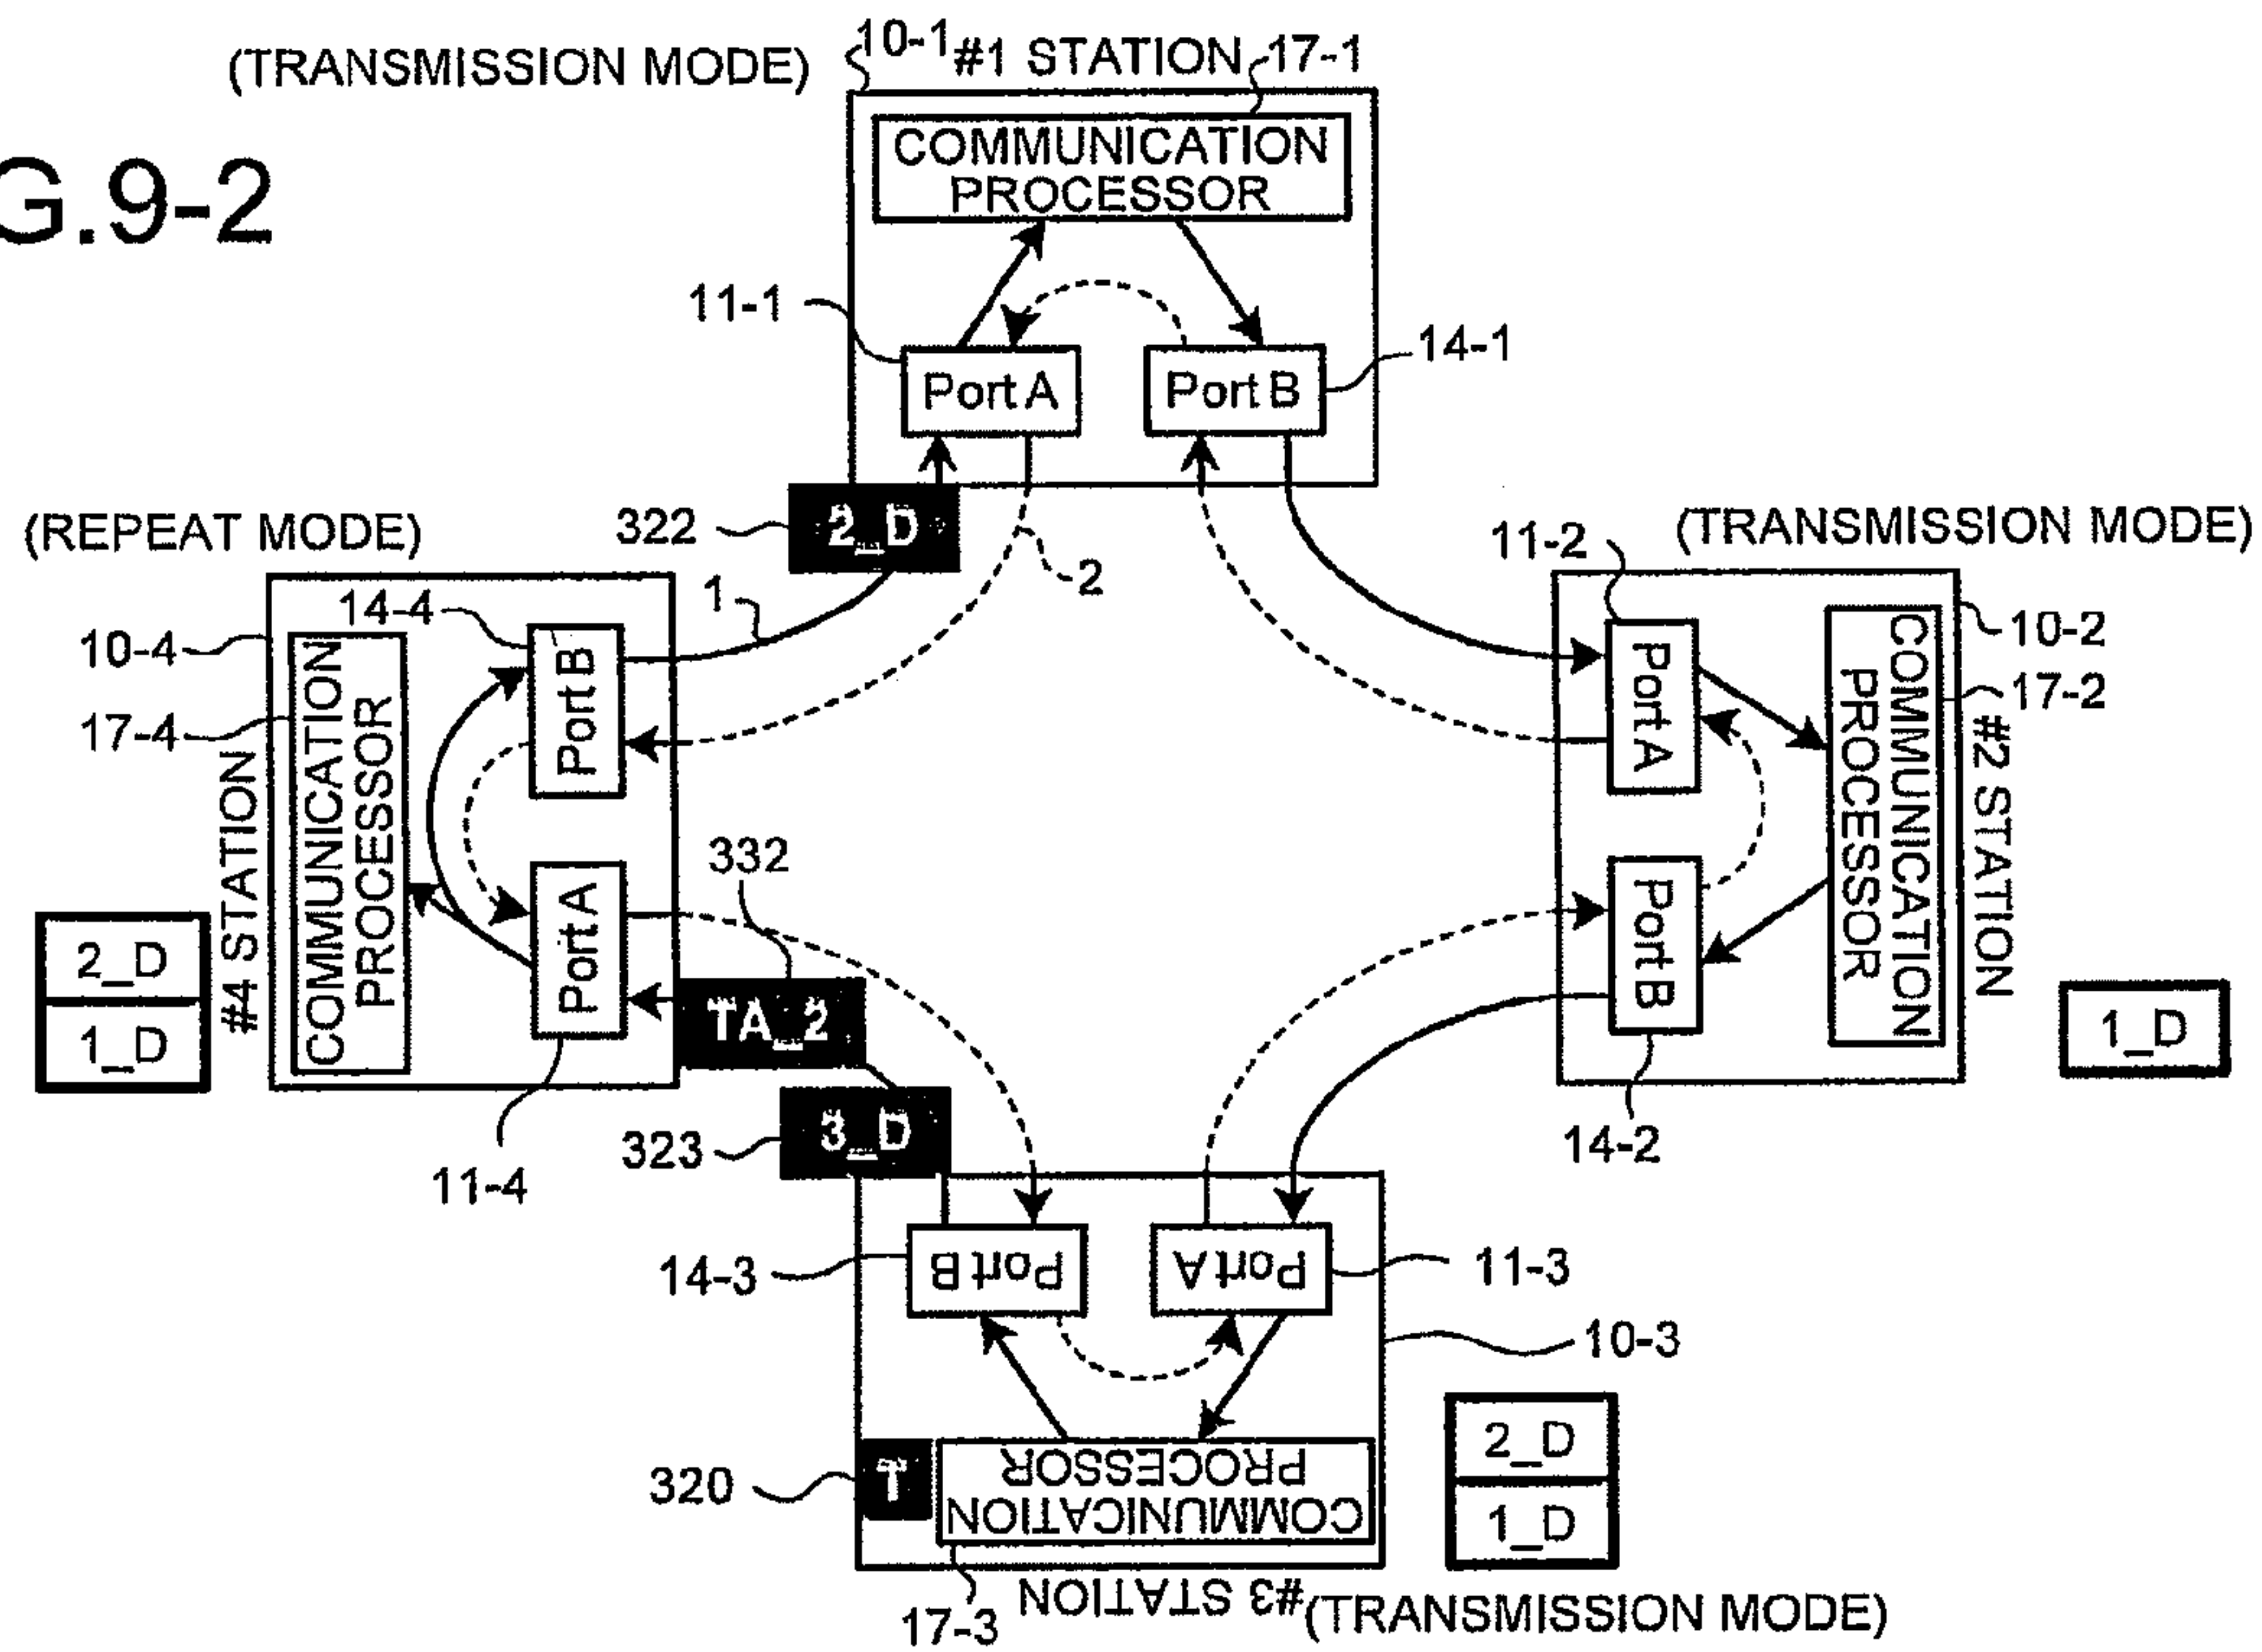 G.9-2
(TRANSMISSION MODE)
10-1
#1 STATION
17-1
COMMUNICATION
PROCESSOR
11-1
Port A
Port B
14-1
322
2_D
2
1
(REPEAT MODE)
14-4
10-4
17-4
Port B
COMMUNICATION
PROCESSOR
#4 STATION
Port A
2_D
1_D
11-4
332
TA_2
323
3_D
(TRANSMISSION MODE)
11-2
10-2
17-2
Port A
COMMUNICATION
PROCESSOR
#2 STATION
Port B
14-2
1_D
14-3
Port B
Port A
11-3
10-3
320
T
COMMUNICATION
PROCESSOR
2_D
1_D
17-3
#3 STATION
(TRANSMISSION MODE)